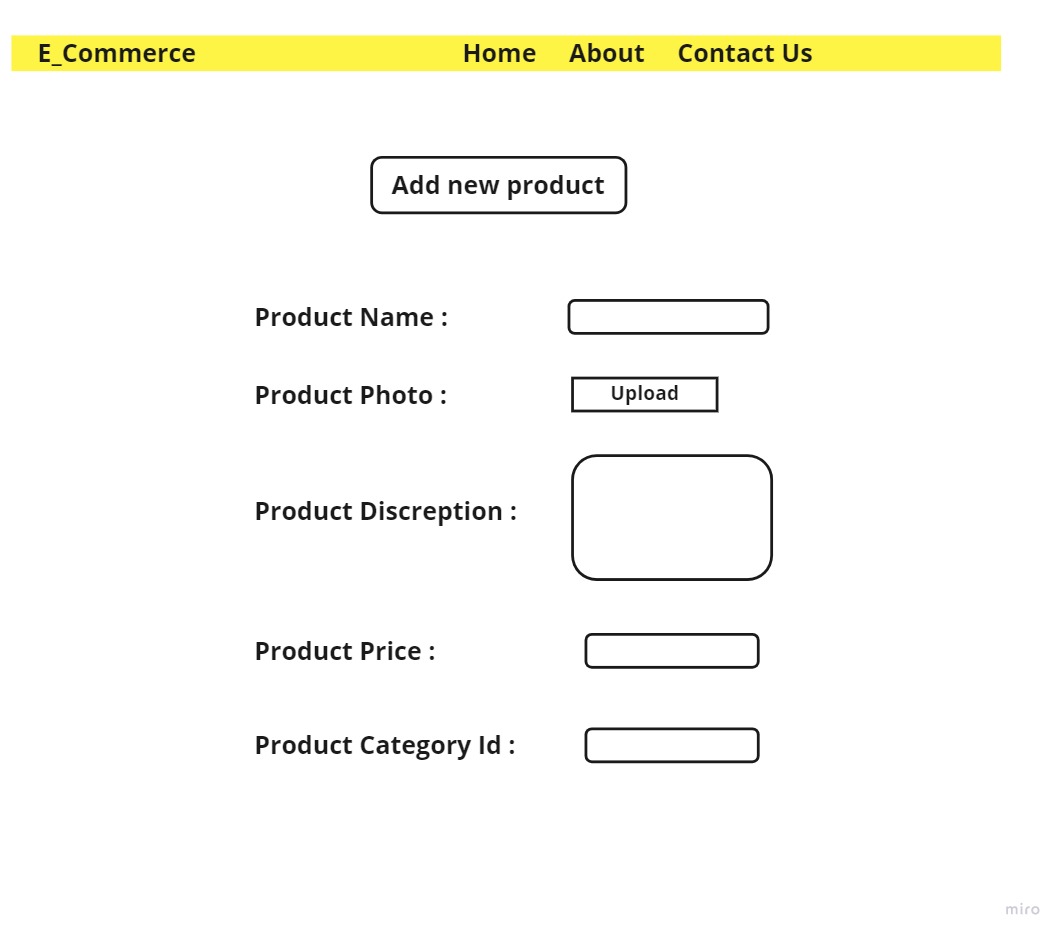 E_Commerce Home About Contact Us
Add new product
Product Name :
Product Photo : Upload
Product Discreption :
Product Price :
Product Category Id :
miro